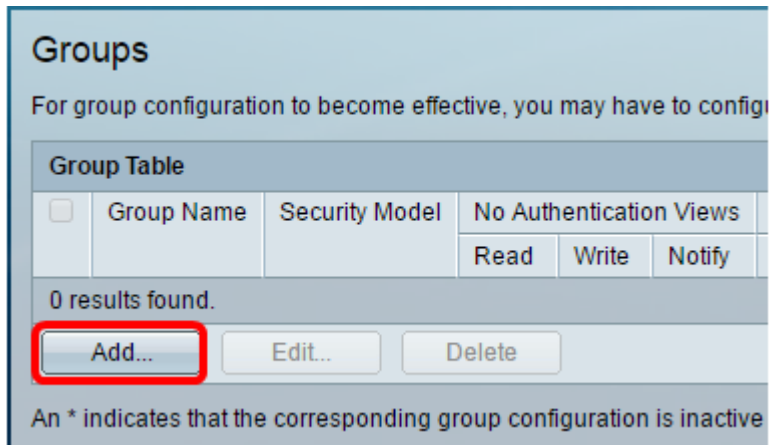 Groups
For group configuration to become effective, you may have to
Group Table
Group Name Security Model No Authentication Views
Read Write Notify
0 results found.
Add... Edit... Delete
An * indicates that the corresponding group configuration is inactive